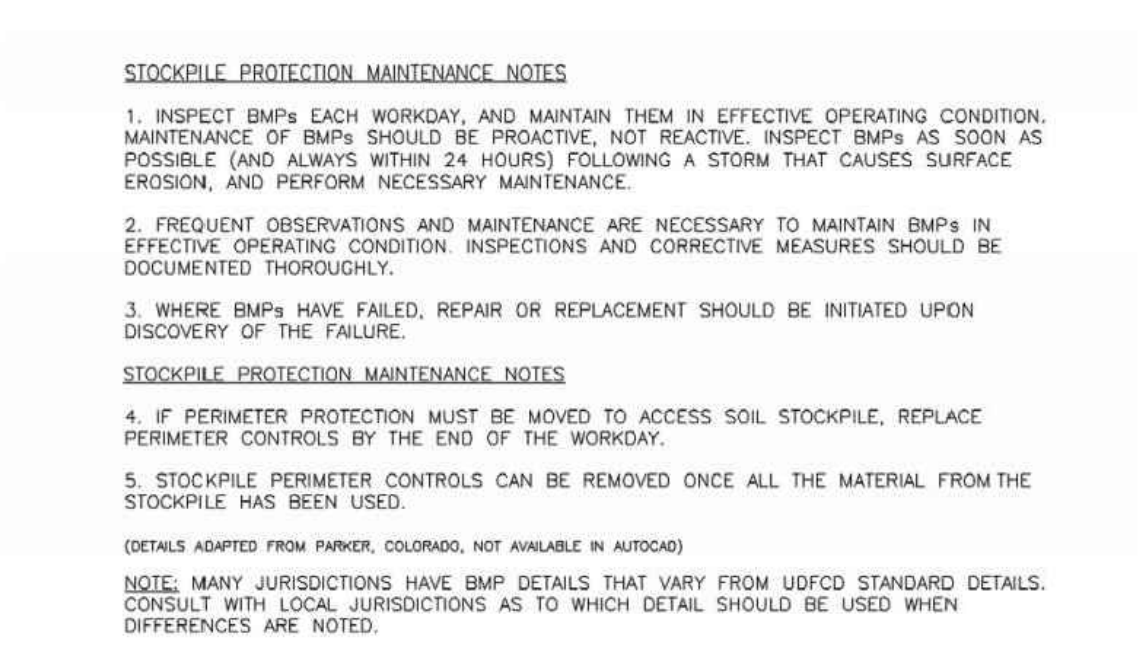 STOCKPILE PROTECTION MAINTENANCE NOTES
1. INSPECT BMPs EACH WORKDAY, AND MAINTAIN THEM IN EFFECTIVE OPERATING CONDITION.
MAINTENANCE OF BMPs SHOULD BE PROACTIVE, NOT REACTIVE. INSPECT BMPs AS SOON AS
POSSIBLE (AND ALWAYS WITHIN 24 HOURS) FOLLOWING A STORM THAT CAUSES SURFACE
EROSION, AND PERFORM NECESSARY MAINTENANCE.
2. FREQUENT OBSERVATIONS AND MAINTENANCE ARE NECESSARY TO MAINTAIN BMPs IN
EFFECTIVE OPERATING CONDITION. INSPECTIONS AND CORRECTIVE MEASURES SHOULD BE
DOCUMENTED THOROUGHLY.
3. WHERE BMPs HAVE FAILED, REPAIR OR REPLACEMENT SHOULD BE INITIATED UPON
DISCOVERY OF THE FAILURE.
STOCKPILE PROTECTION MAINTENANCE NOTES
4. IF PERIMETER PROTECTION MUST BE MOVED TO ACCESS SOIL STOCKPILE, REPLACE
PERIMETER CONTROLS BY THE END OF THE WORKDAY.
5. STOCKPILE PERIMETER CONTROLS CAN BE REMOVED ONCE ALL THE MATERIAL FROM THE
STOCKPILE HAS BEEN USED.
(DETAILS ADAPTED FROM PARKER, COLORADO, NOT AVAILABLE IN AUTOCAD)
NOTE: MANY JURISDICTIONS HAVE BMP DETAILS THAT VARY FROM UDFCD STANDARD DETAILS.
CONSULT WITH LOCAL JURISDICTIONS AS TO WHICH DETAIL SHOULD BE USED WHEN
DIFFERENCES ARE NOTED.